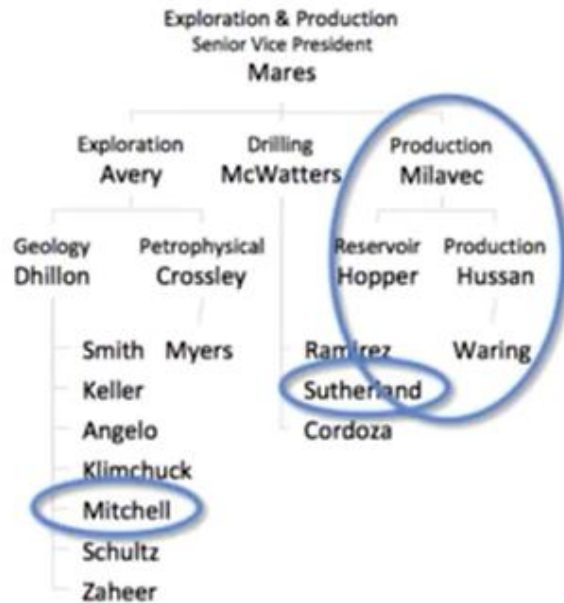 Exploration & Production
Senior Vice President
Mares
Exploration Drilling Production
Avery McWatters Milavec
Geology Petrophysical Reservoir Production
Dhillon Crossley Hopper Hussan
Smith Myers Ramirez Waring
Keller Sutherland
Angelo Cordoza
Klimchuck
Mitchell
Schultz
Zaheer